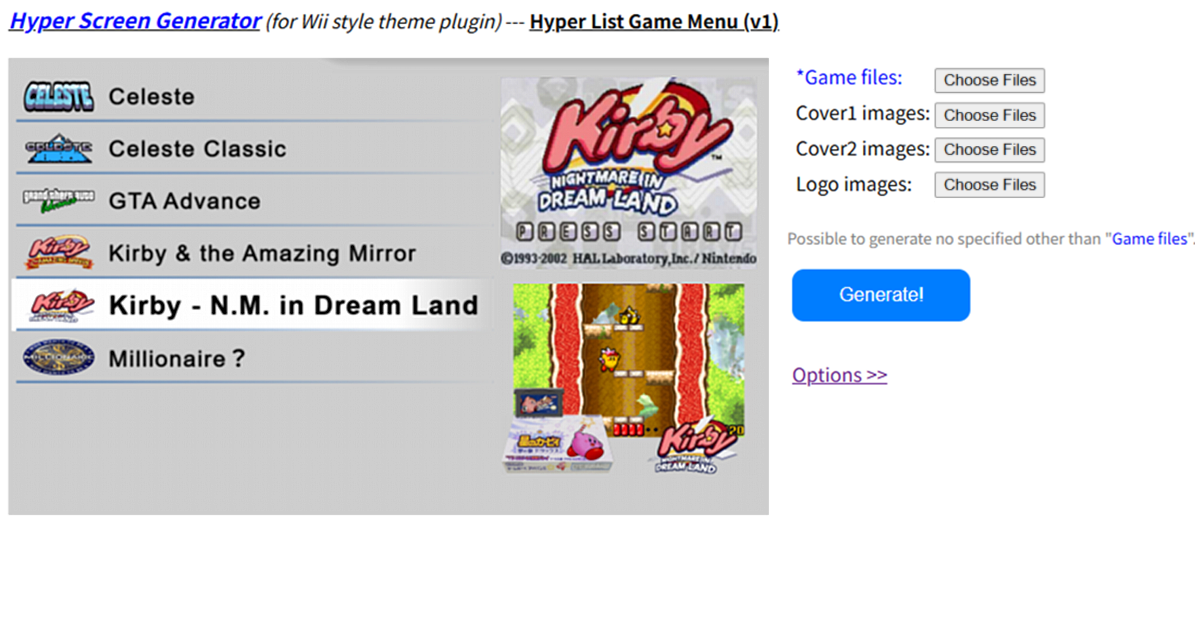 Hyper Screen Generator (for Wii style theme plugin) --- Hyper List Game Menu (v1)
CELESTE Celeste
CELESTE Celeste Classic
GTA Advance
Kirby Kirby & the Amazing Mirror
Kirby Kirby - N.M. in Dream Land
Millionaire ?
Kirby
TM
NIGHTMARE IN
DREAM LAND
PRESS START
©1993-2002 HAL Laboratory,Inc./ Nintendo
Kirby
NIGHTMARE IN
DREAM LAND
*Game files: Choose Files
Cover1 images: Choose Files
Cover2 images: Choose Files
Logo images: Choose Files
Possible to generate no specified other than "Game files".
Generate!
Options >>